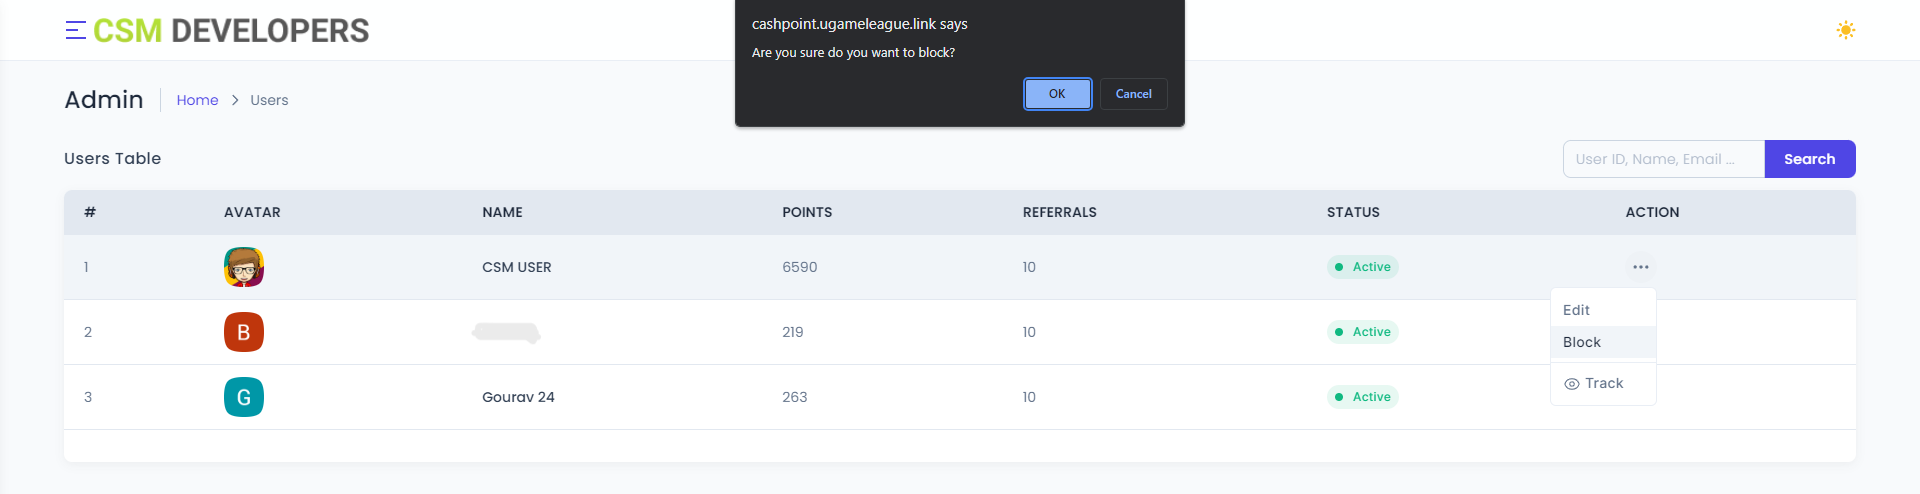 CSM DEVELOPERS
cashpoint.ugameleague.link says
Are you sure do you want to block?
OK Cancel
Admin Home Users
Users Table
User ID, Name, Email ... Search
# AVATAR NAME POINTS REFERRALS STATUS ACTION
1 CSM USER 6590 10 Active
Edit
2 B 219 10 Active
Block
Track
3 G Gourav 24 263 10 Active